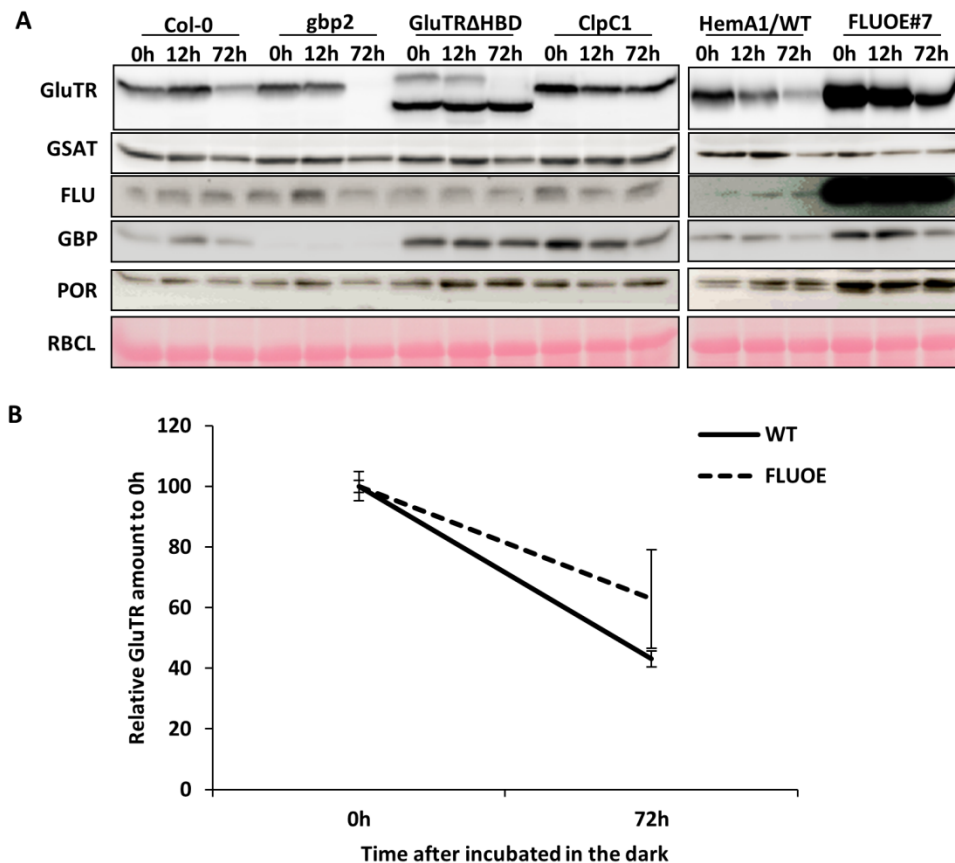 A
Col-0 gbp2 GluTRΔHBD ClpC1 HemA1/WT FLUOE#7
0h 12h 72h 0h 12h 72h 0h 12h 72h 0h 12h 72h 0h 12h 72h 0h 12h 72h
GluTR
GSAT
FLU
GBP
POR
RBCL
B
Relative GluTR amount to 0h
120
100
80
60
40
20
0
0h 72h
Time after incubated in the dark
WT
FLUOE